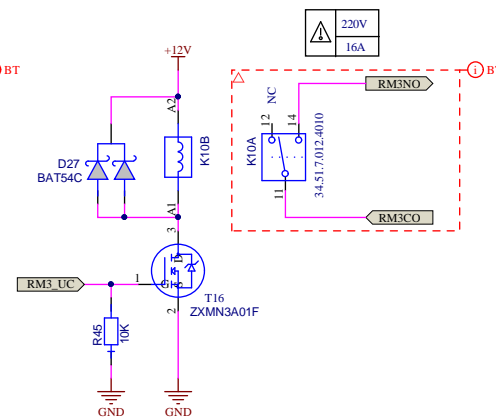 220V
16A
+12V
BT
BT
i
RM3NO
NC
12
14
A2
K10B
K10A
34.51.7.012.4010
D27
BAT54C
11
A1
RM3CO
3
D
RM3_UC
1
G
S
T16
ZXMN3A01F
2
R45
10K
GND
GND